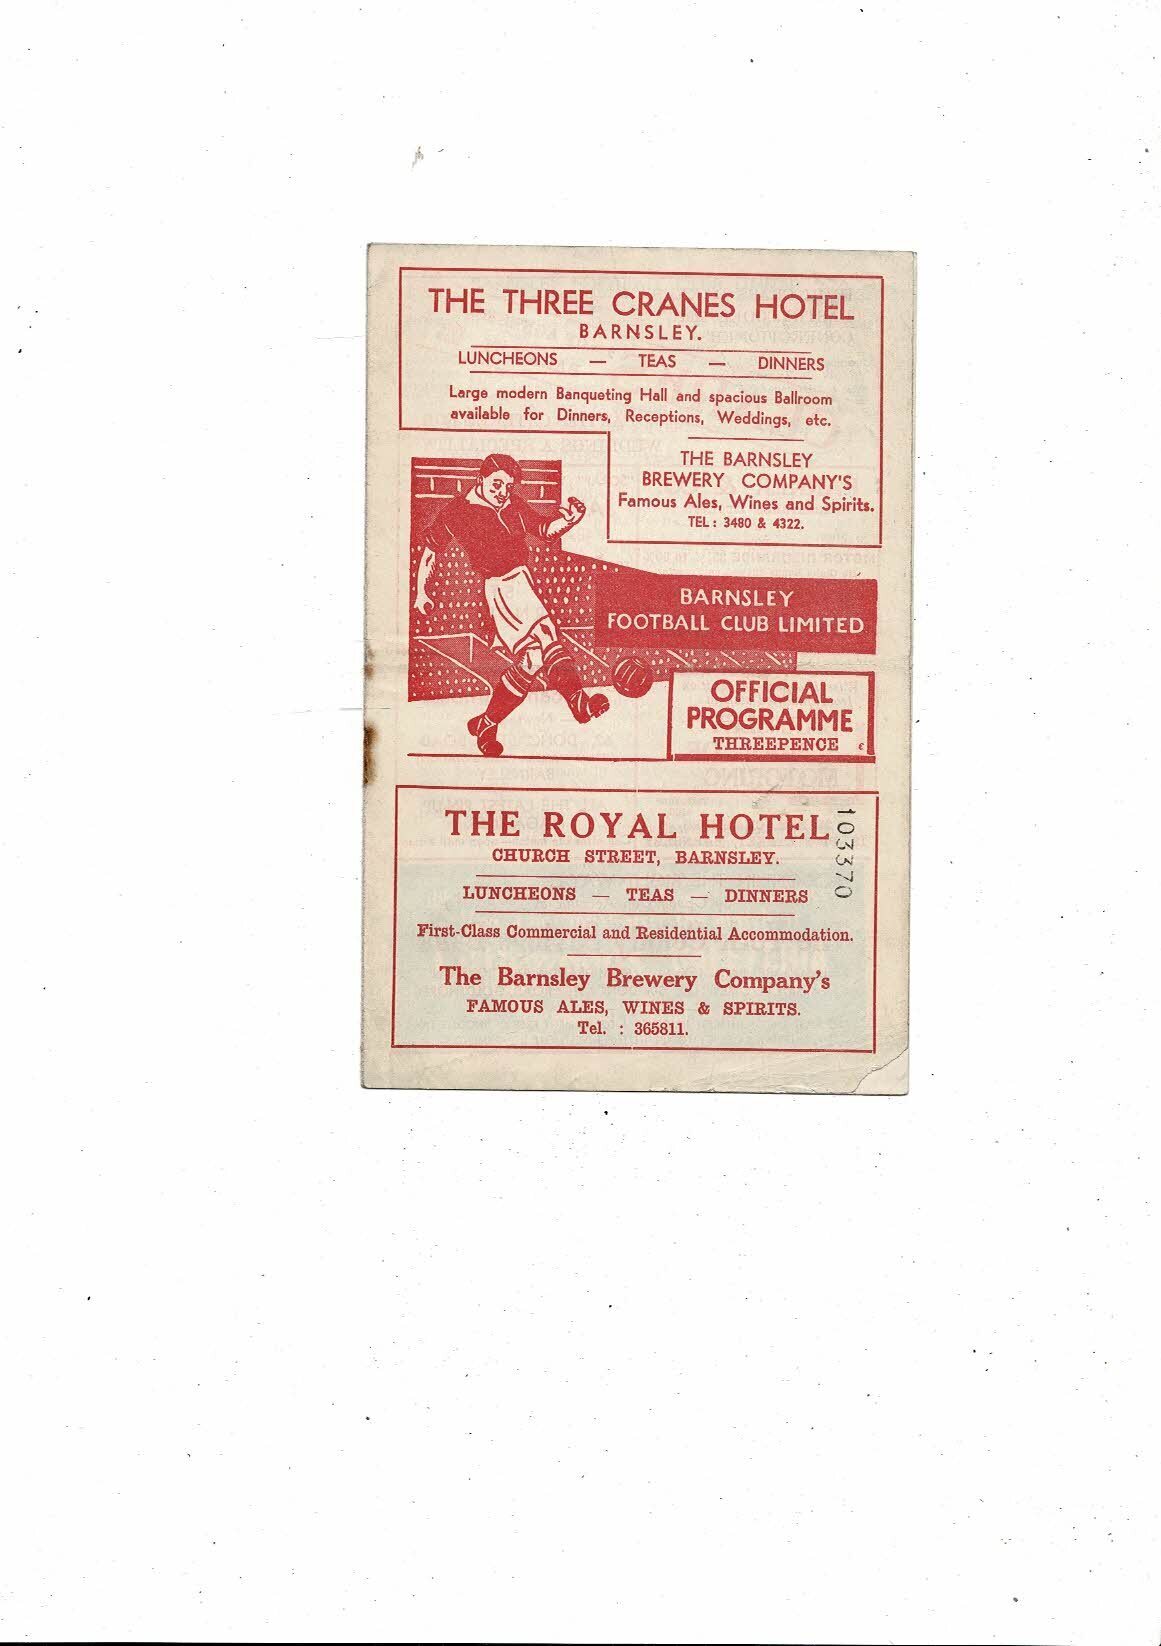 THE THREE CRANES HOTEL
BARNSLEY.
LUNCHEONS — TEAS — DINNERS
Large modern Banqueting Hall and spacious Ballroom
available for Dinners, Receptions, Weddings, etc.
THE BARNSLEY
BREWERY COMPANY'S
Famous Ales, Wines and Spirits.
TEL: 3480 & 4322.
BARNSLEY
FOOTBALL CLUB LIMITED
OFFICIAL
PROGRAMME
THREEPENCE
THE ROYAL HOTEL
CHURCH STREET, BARNSLEY.
LUNCHEONS — TEAS — DINNERS
First-Class Commercial and Residential Accommodation.
The Barnsley Brewery Company's
FAMOUS ALES, WINES & SPIRITS.
Tel. : 365811.
103370